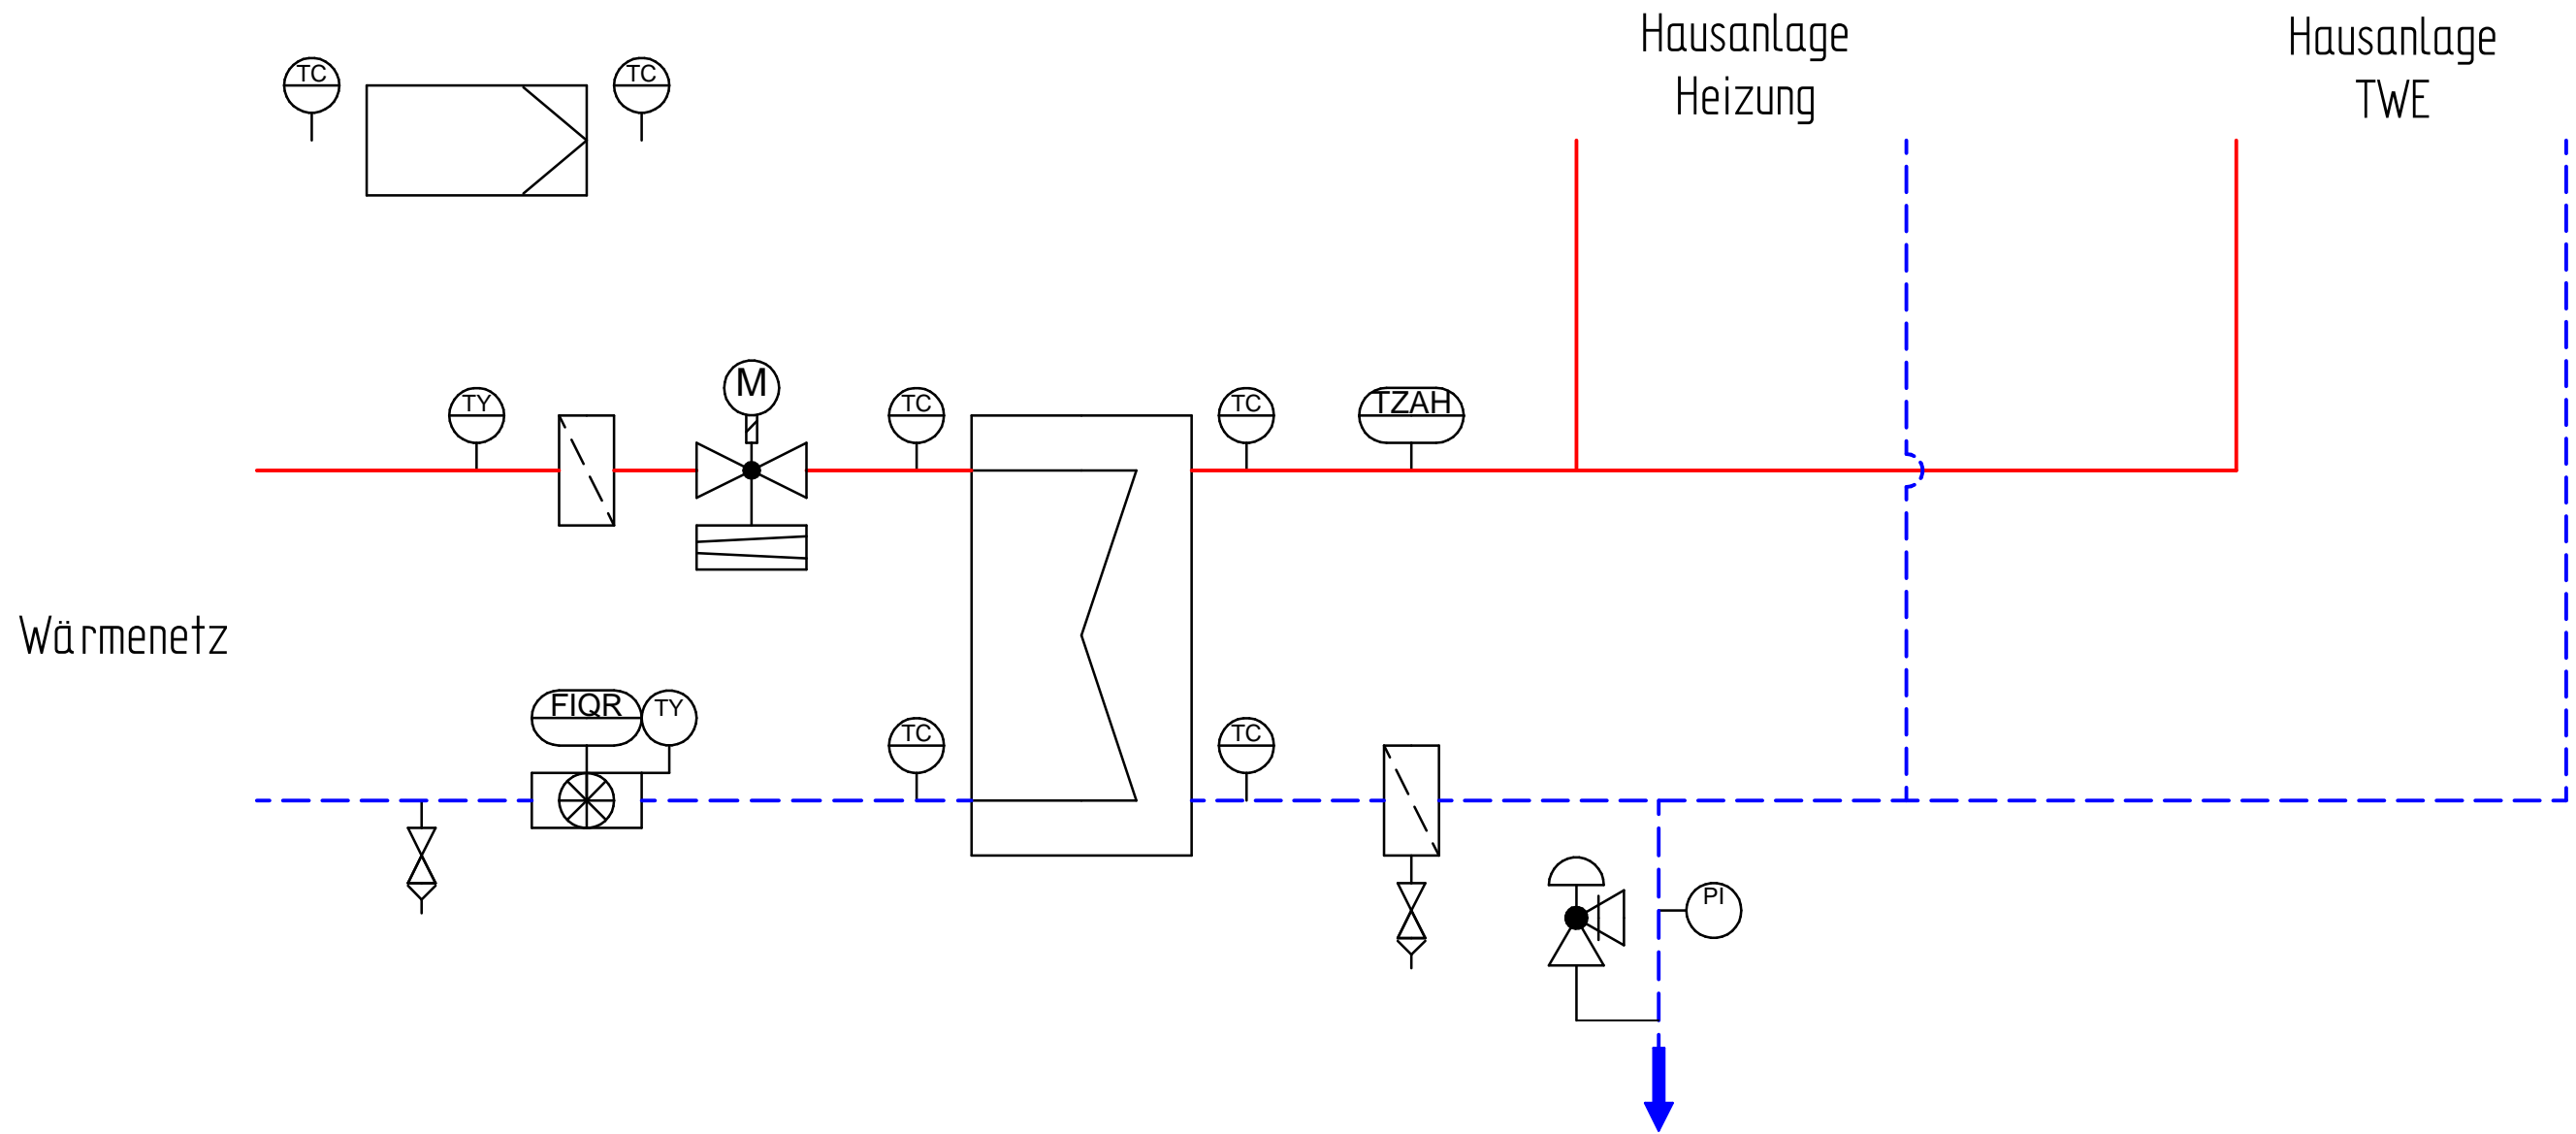 Hausanlage
Heizung
Hausanlage
TWE
TC
TC
M
TY
TC
TC
TZAH
Wärmenetz
FIQR
TY
TC
TC
PI